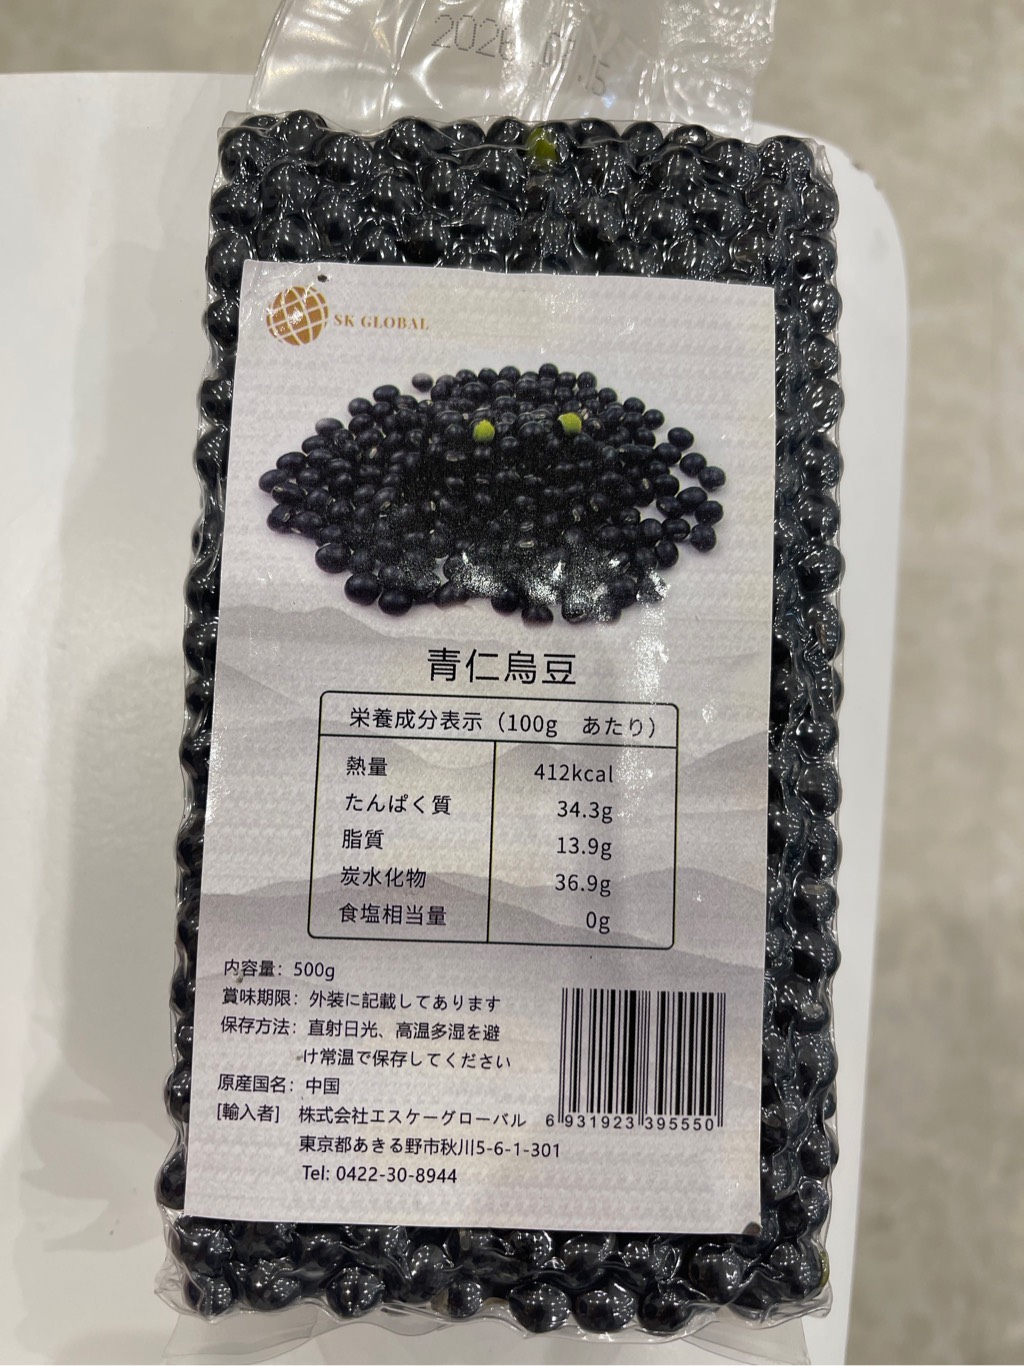 2026.07.15
SK GLOBAL
青仁烏豆
栄養成分表示（100g　あたり）
熱量 412kcal
たんぱく質 34.3g
脂質 13.9g
炭水化物 36.9g
食塩相当量 0g
内容量：500g
賞味期限：外装に記載してあります
保存方法：直射日光、高温多湿を避
け常温で保存してください
原産国名：中国
[輸入者] 株式会社エスケーグローバル
東京都あきる野市秋川5-6-1-301
Tel: 0422-30-8944
6 931923 395550